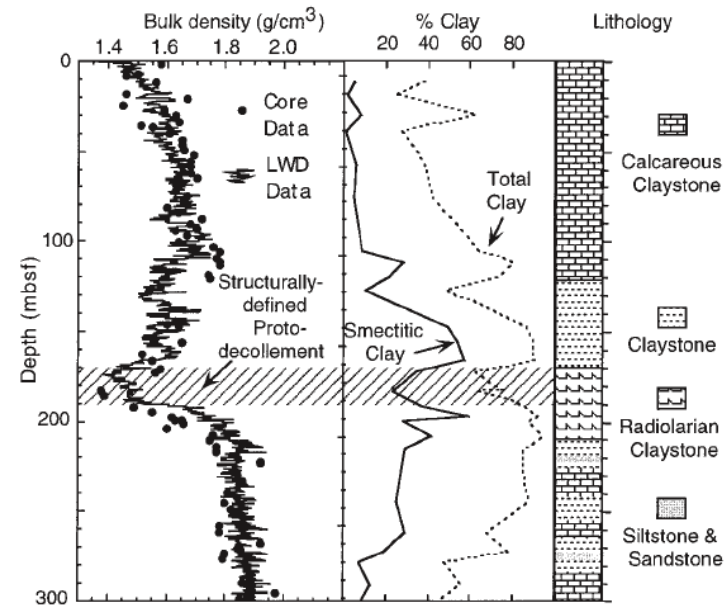 Bulk density (g/cm³)
% Clay
Lithology
1.4 1.6 1.8 2.0
20 40 60 80
0
100
200
300
Depth (mbsf)
Core
Data
LWD
Data
Structurally-
defined
Proto-
decollement
Total
Clay
Smectitic
Clay
Calcareous
Claystone
Claystone
Radiolarian
Claystone
Siltstone &
Sandstone